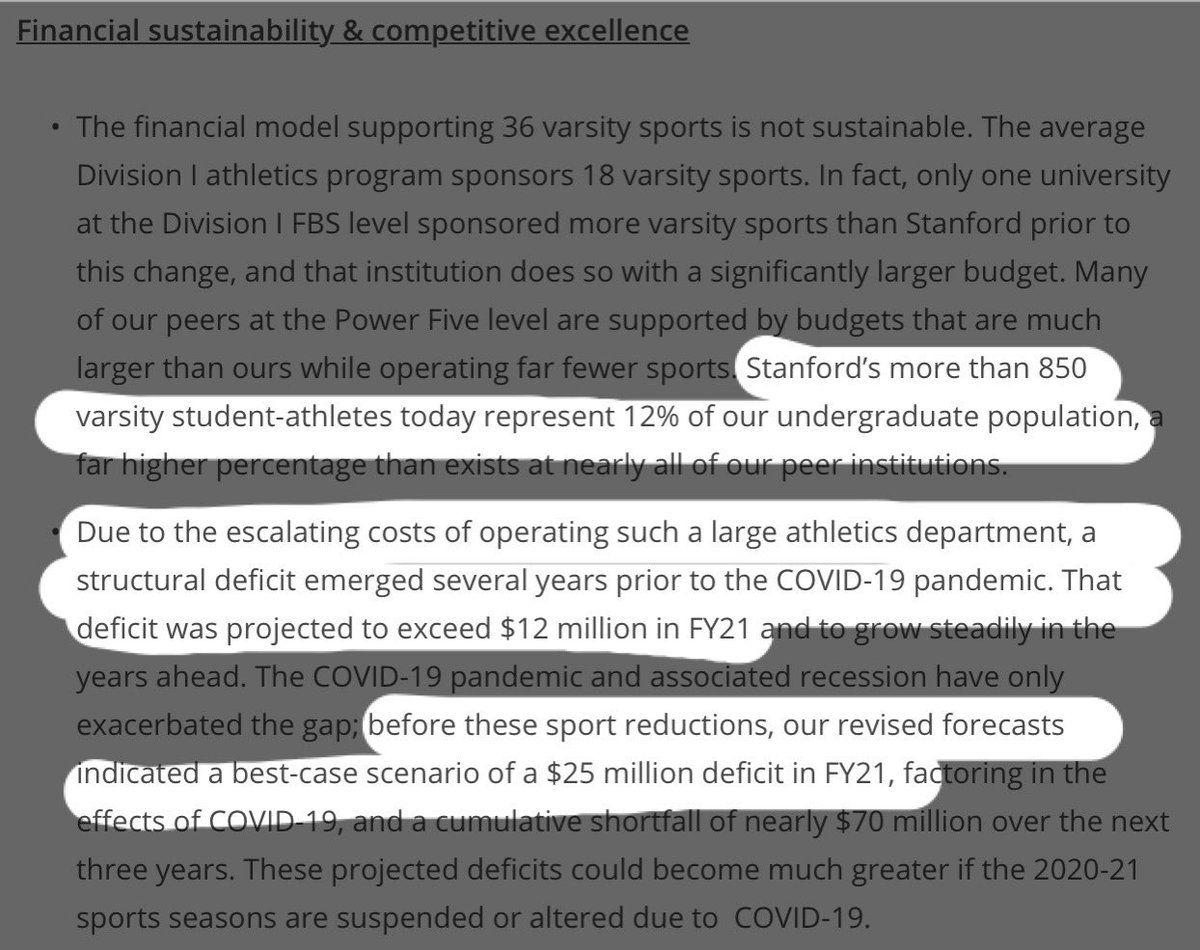 Financial sustainability & competitive excellence
• The financial model supporting 36 varsity sports is not sustainable. The average
Division I athletics program sponsors 18 varsity sports. In fact, only one university
at the Division I FBS level sponsored more varsity sports than Stanford prior to
this change, and that institution does so with a significantly larger budget. Many
of our peers at the Power Five level are supported by budgets that are much
larger than ours while operating far fewer sports. Stanford’s more than 850
varsity student-athletes today represent 12% of our undergraduate population, a
far higher percentage than exists at nearly all of our peer institutions.
• Due to the escalating costs of operating such a large athletics department, a
structural deficit emerged several years prior to the COVID-19 pandemic. That
deficit was projected to exceed $12 million in FY21 and to grow steadily in the
years ahead. The COVID-19 pandemic and associated recession have only
exacerbated the gap; before these sport reductions, our revised forecasts
indicated a best-case scenario of a $25 million deficit in FY21, factoring in the
effects of COVID-19, and a cumulative shortfall of nearly $70 million over the next
three years. These projected deficits could become much greater if the 2020-21
sports seasons are suspended or altered due to COVID-19.